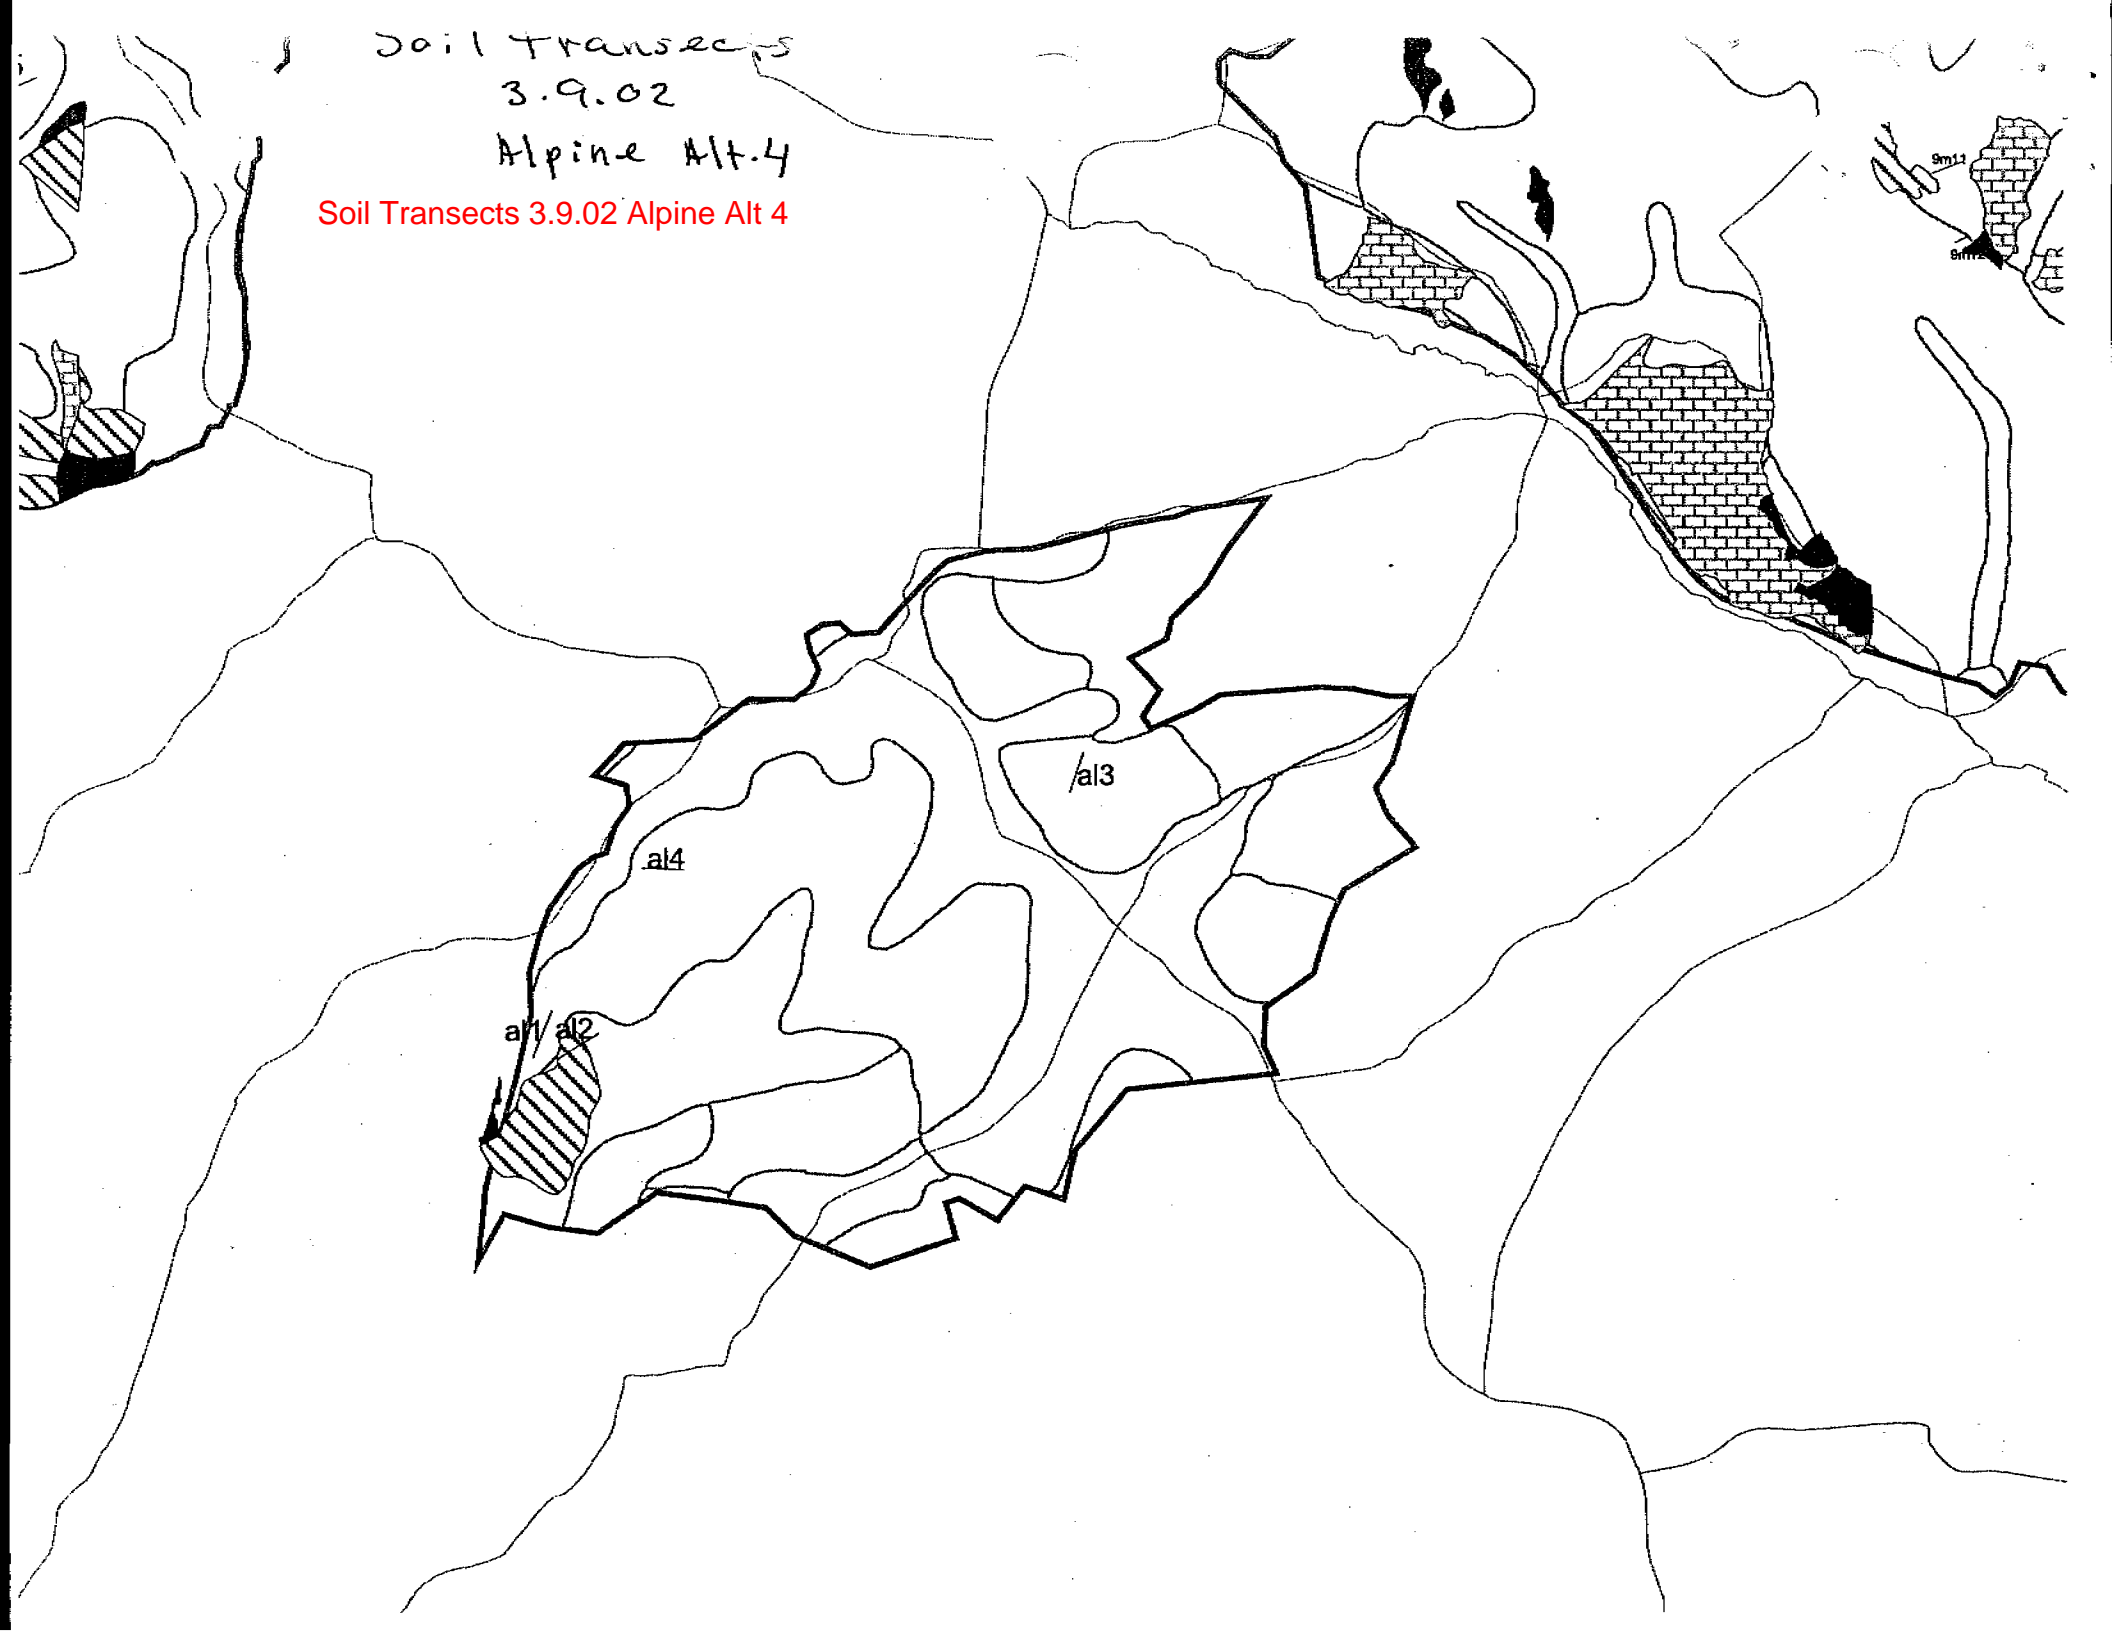 Soil Transects
3.9.02
Alpine Alt.4
Soil Transects 3.9.02 Alpine Alt 4
9m11
al3
al4
al1 al2